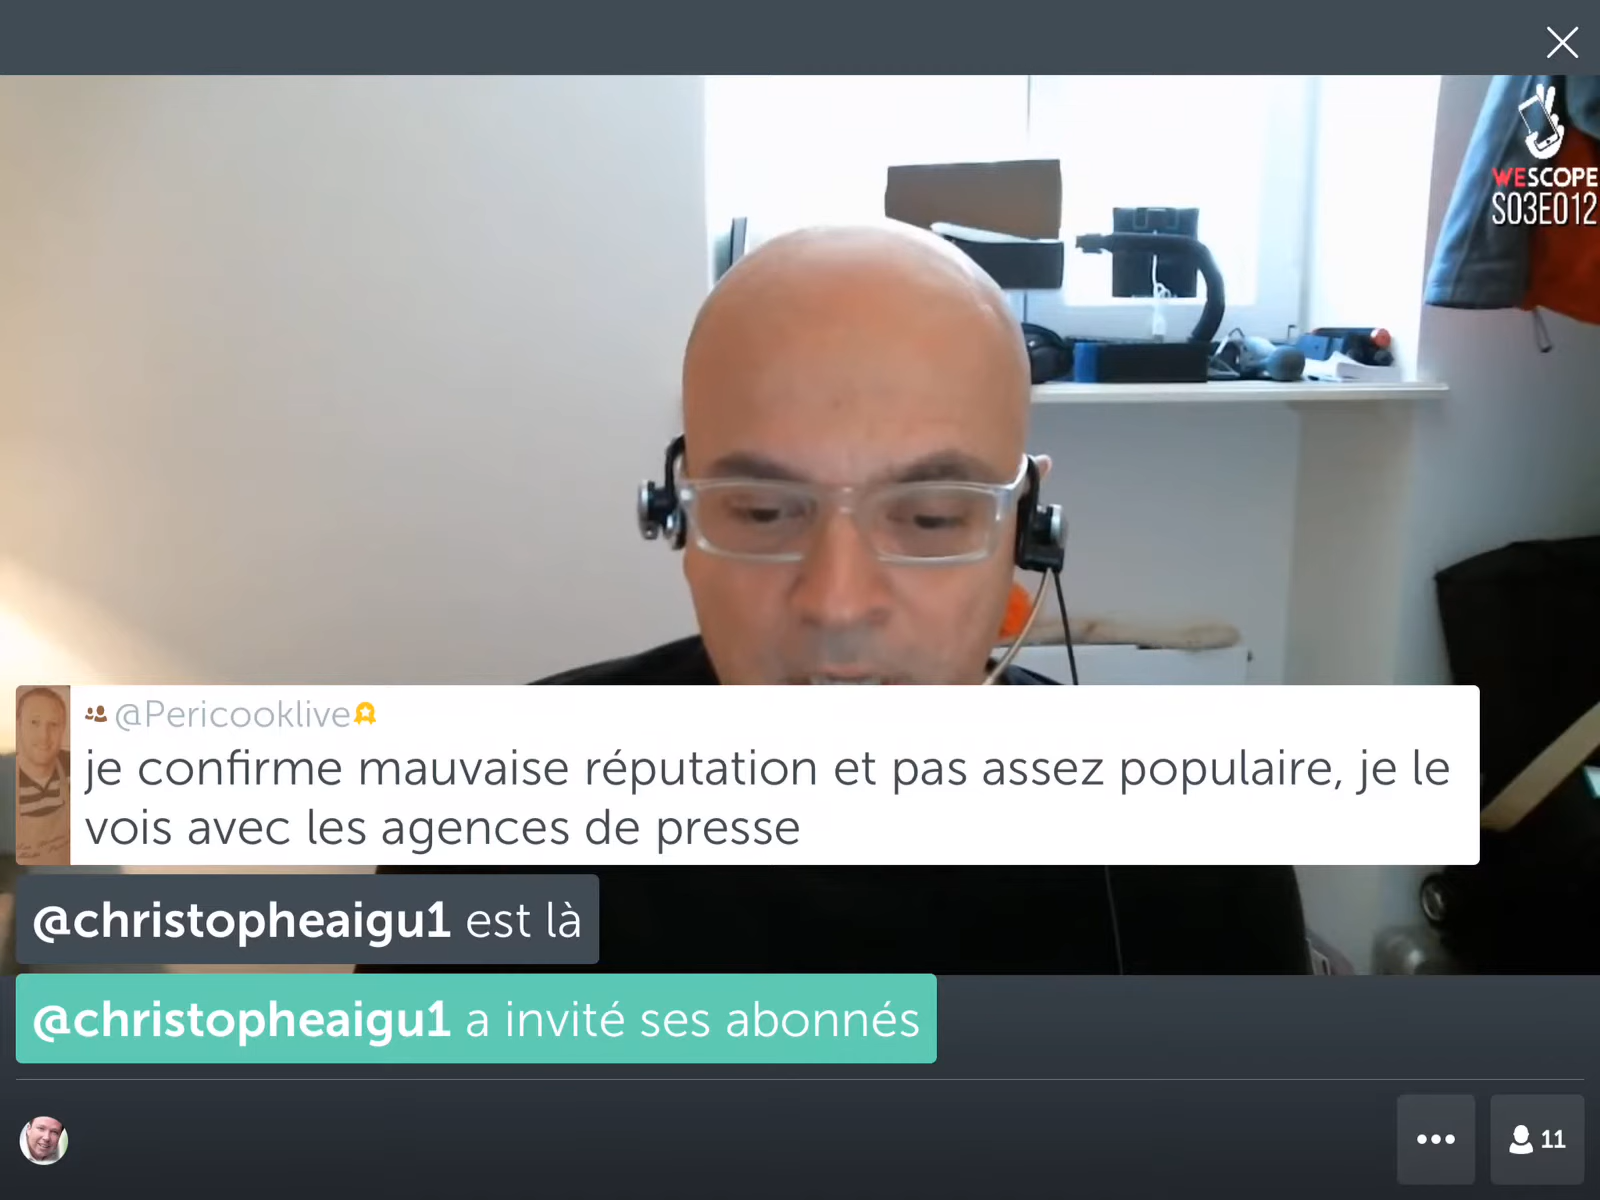 WESCOPE
S03E012
@Pericooklive
je confirme mauvaise réputation et pas assez populaire, je le
vois avec les agences de presse
@christopheaigu1 est là
@christopheaigu1 a invité ses abonnés
11